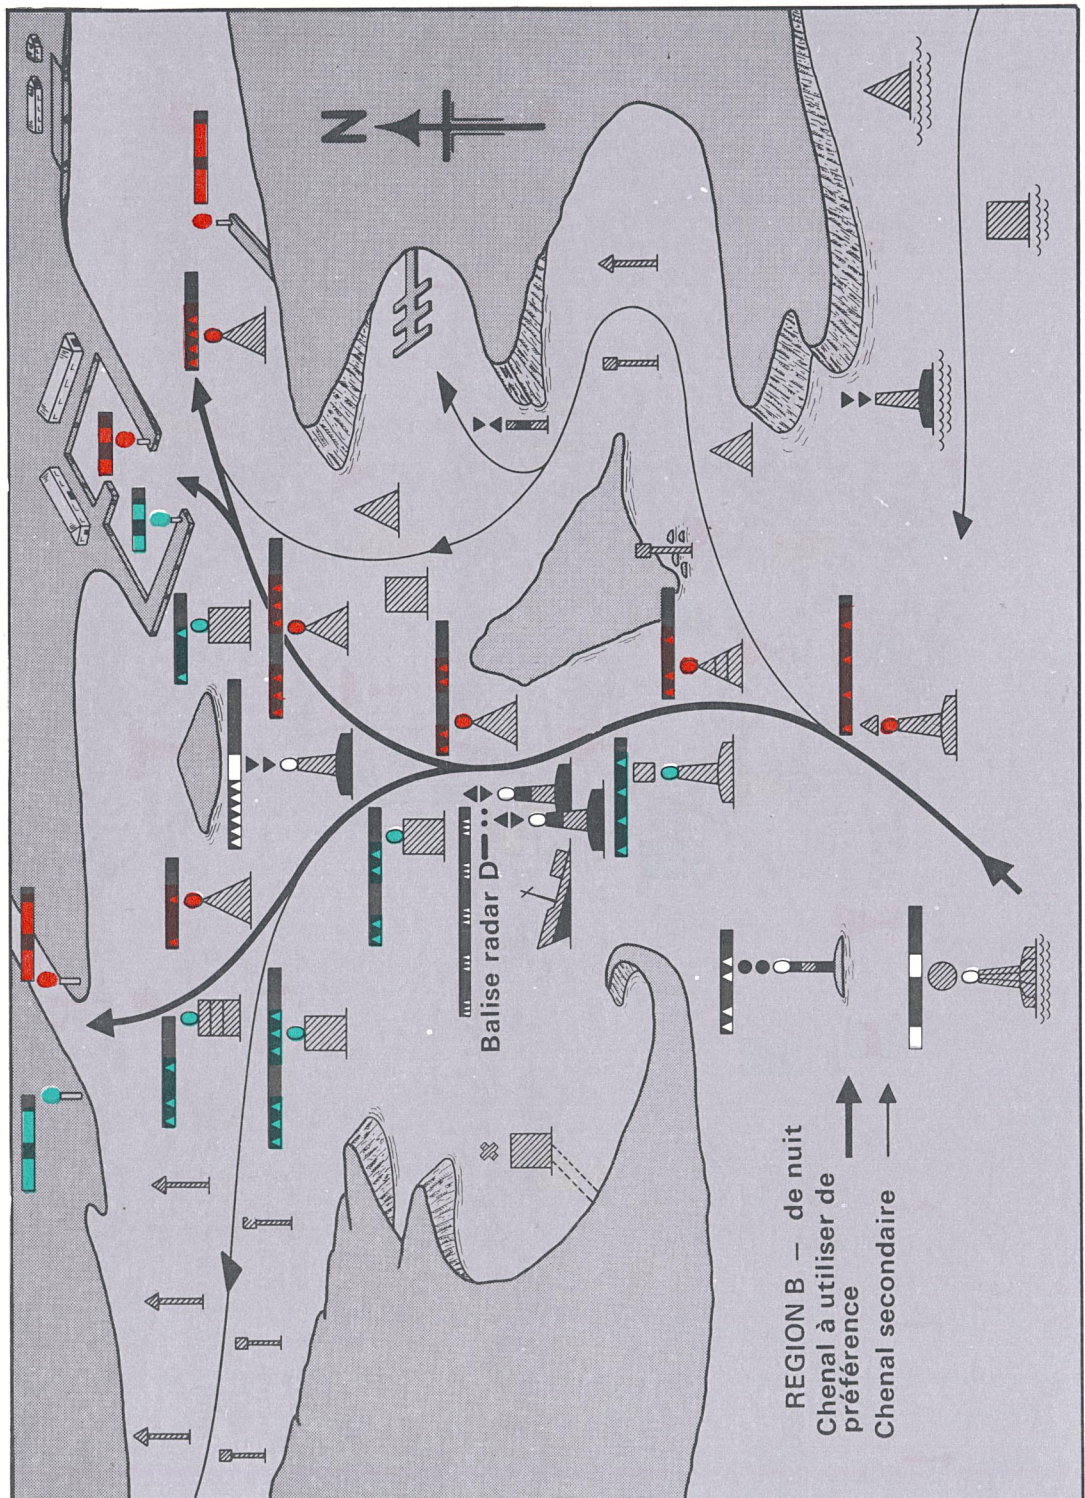 N
Balise radar D
REGION B – de nuit
Chenal à utiliser de
préférence
Chenal secondaire